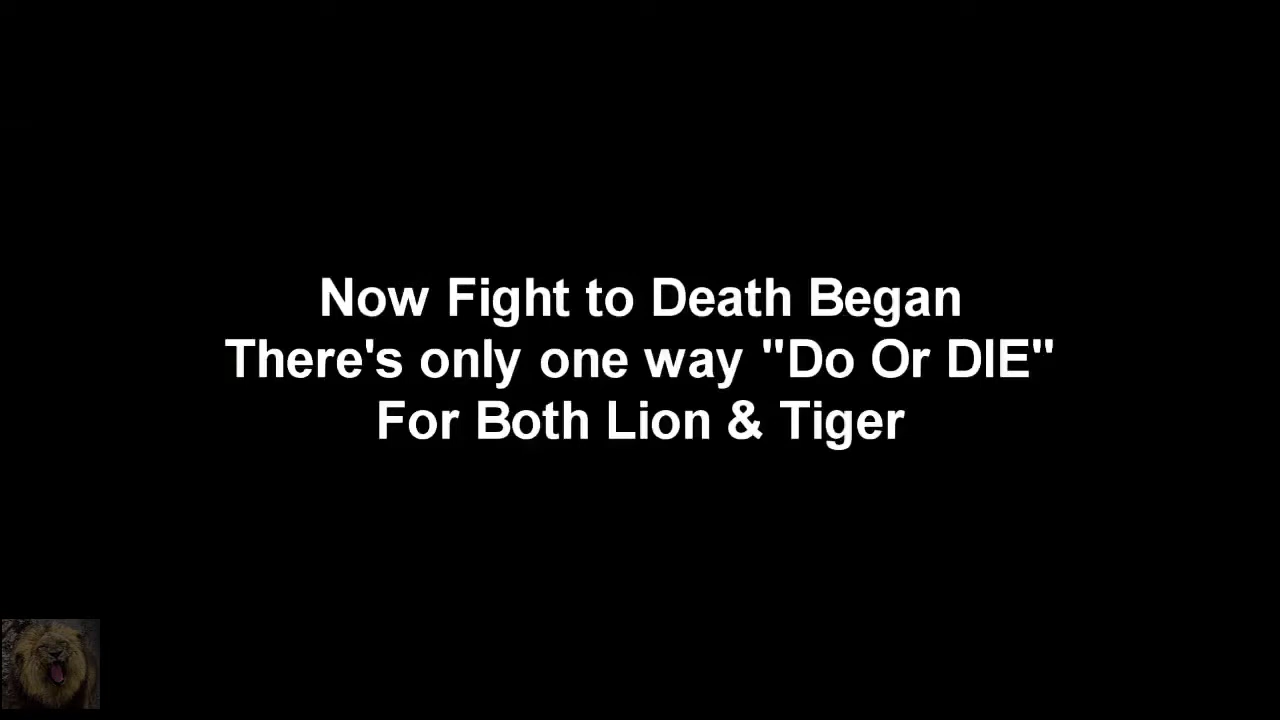 Now Fight to Death Began
There's only one way "Do Or DIE"
For Both Lion & Tiger